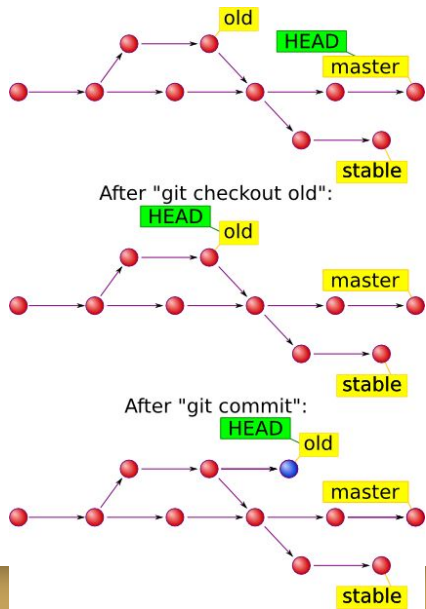 old
HEAD
master
stable
After "git checkout old":
HEAD
old
master
stable
After "git commit":
HEAD
old
master
stable